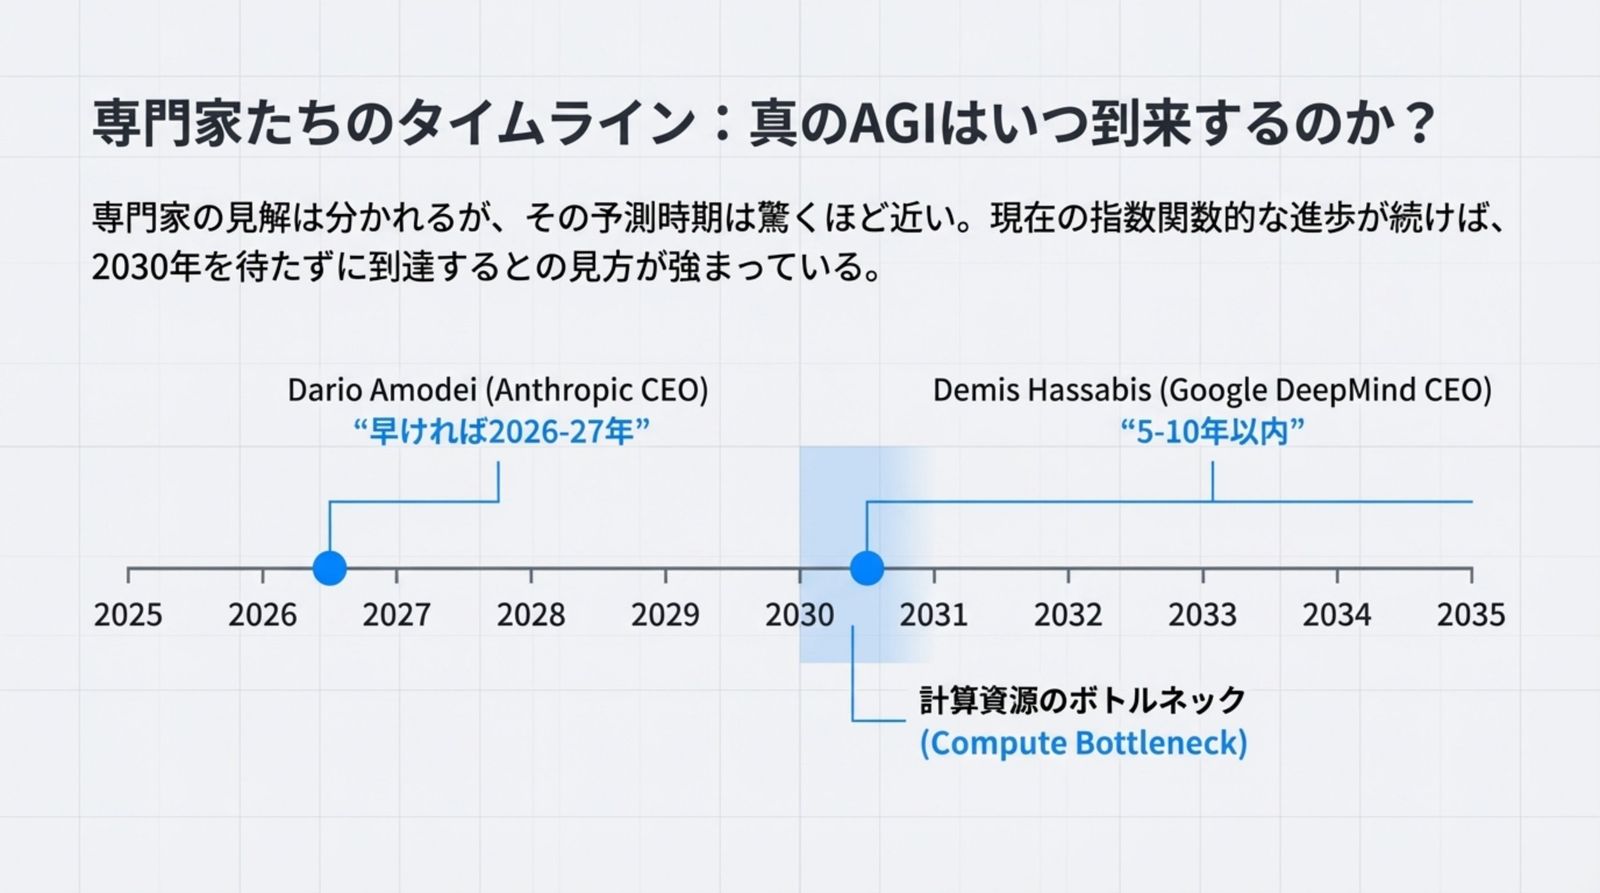 専門家たちのタイムライン：真のAGIはいつ到来するのか？
専門家の見解は分かれるが、その予測時期は驚くほど近い。現在の指数関数的な進歩が続けば、
2030年を待たずに到達するとの見方が強まっている。
Dario Amodei (Anthropic CEO)
“早ければ2026-27年”
Demis Hassabis (Google DeepMind CEO)
“5-10年以内”
2025 2026 2027 2028 2029 2030 2031 2032 2033 2034 2035
計算資源のボトルネック
(Compute Bottleneck)